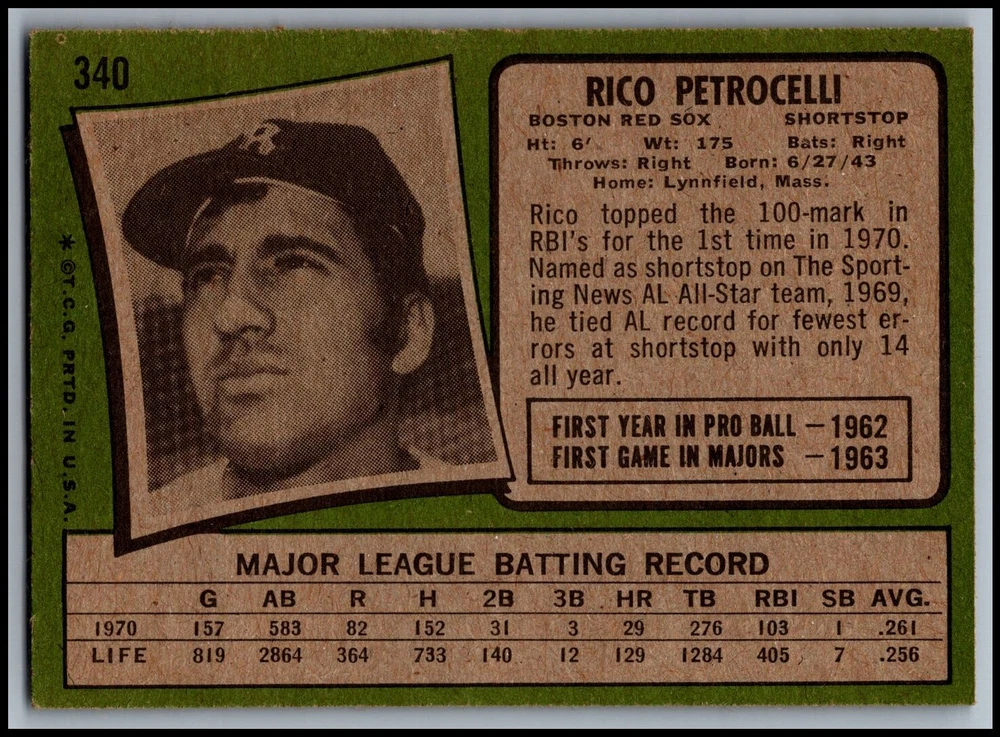 340
RICO PETROCELLI
BOSTON RED SOX SHORTSTOP
Ht: 6' Wt: 175 Bats: Right
Throws: Right Born: 6/27/43
Home: Lynnfield, Mass.
Rico topped the 100-mark in
RBI's for the 1st time in 1970.
Named as shortstop on The Sport-
ing News AL All-Star team, 1969,
he tied AL record for fewest er-
rors at shortstop with only 14
all year.
FIRST YEAR IN PRO BALL — 1962
FIRST GAME IN MAJORS — 1963
* © T.C.G. PRTD. IN U.S.A.
MAJOR LEAGUE BATTING RECORD
G AB R H 2B 3B HR TB RBI SB AVG.
1970 157 583 82 152 31 3 29 276 103 1 .261
LIFE 819 2864 364 733 140 12 129 1284 405 7 .256